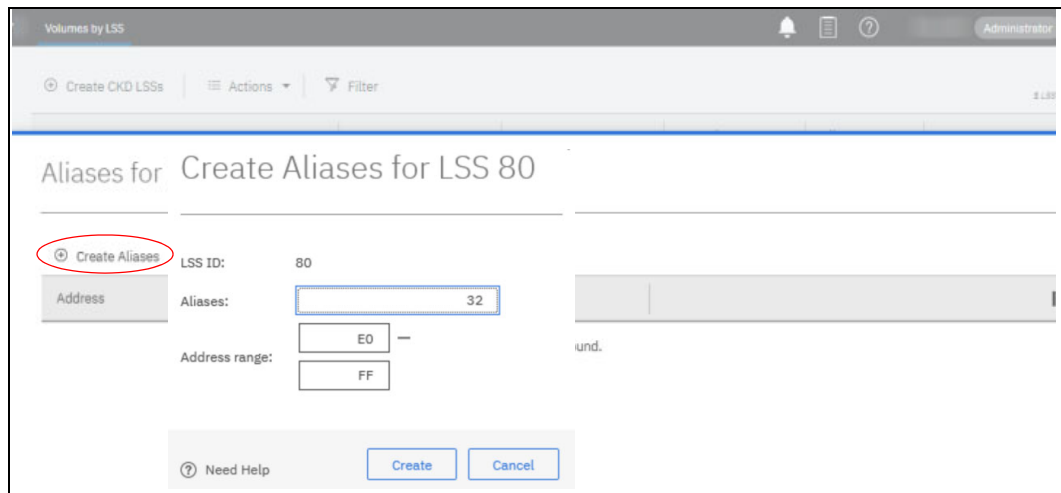 Volumes by LSS
Administrator
Create CKD LSSs Actions Filter
Aliases for
Create Aliases for LSS 80
Create Aliases
Address
LSS ID: 80
Aliases: 32
Address range: E0 —
FF
und.
Need Help Create Cancel